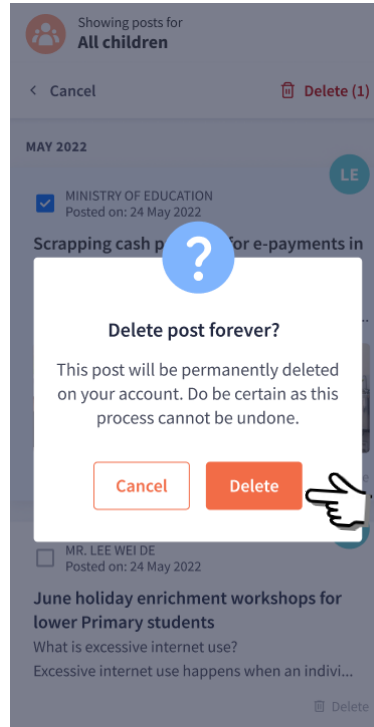 Showing posts for
All children
Cancel
Delete (1)
MAY 2022
LE
MINISTRY OF EDUCATION
Posted on: 24 May 2022
Scrapping cash p for e-payments in
?
Delete post forever?
This post will be permanently deleted
on your account. Do be certain as this
process cannot be undone.
Cancel
Delete
MR. LEE WEI DE
Posted on: 24 May 2022
June holiday enrichment workshops for
lower Primary students
What is excessive internet use?
Excessive internet use happens when an indivi...
Delete